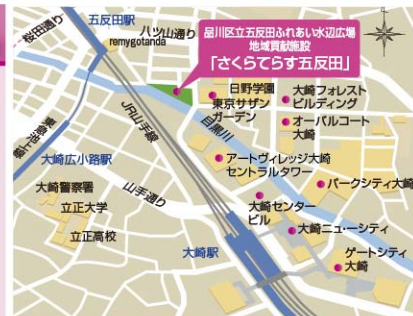 桜田通り
五反田駅
remygotanda
八ツ山通り
品川区立五反田ふれあい水辺広場
地域貢献施設
「さくらてらす五反田」
日野学園
東京サザン
ガーデン
大崎フォレスト
ビルディング
オーバルコート
大崎
目黒川
JR山手線
東急池上線
大崎広小路駅
アートヴィレッジ大崎
セントラルタワー
パークシティ大崎
大崎警察署
立正大学
立正高校
山手通り
大崎センター
ビル
大崎ニュ－シティ
大崎駅
ゲートシティ
大崎